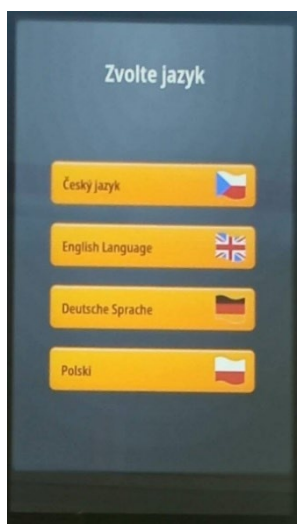 Zvolte jazyk
Český jazyk
English Language
Deutsche Sprache
Polski